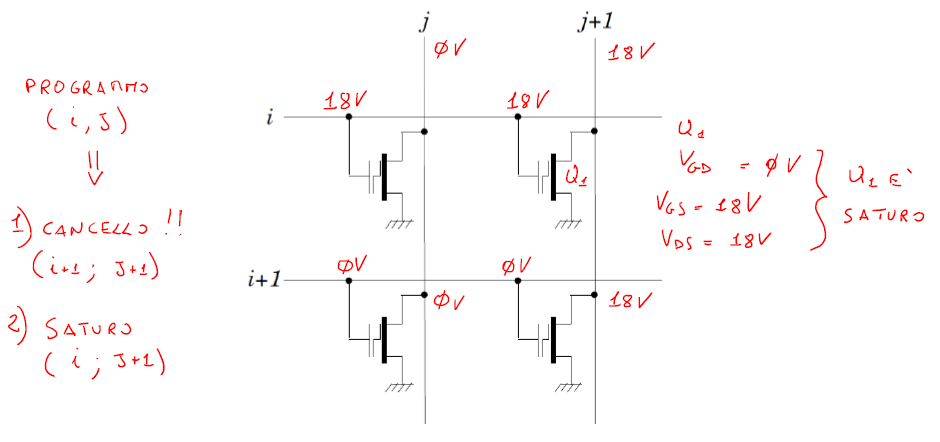 j
j+1
ØV
18V
PROGRAMMO
(i, J)
⇓
1) CANCELLO !!
(i+1 ; J+1)
2) SATURO
(i ; J+1)
i
18V
18V
Q1
i+1
ØV
ØV
ØV
18V
Q1
VGD = ØV
VGS = 18V
VDS = 18V
Q1 E'
SATURO